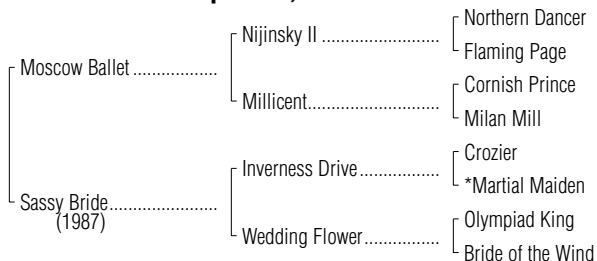 Northern Dancer
Nijinsky II
Flaming Page
Moscow Ballet
Cornish Prince
Millicent
Milan Mill
Crozier
Inverness Drive
*Martial Maiden
Sassy Bride
(1987)
Olympiad King
Wedding Flower
Bride of the Wind